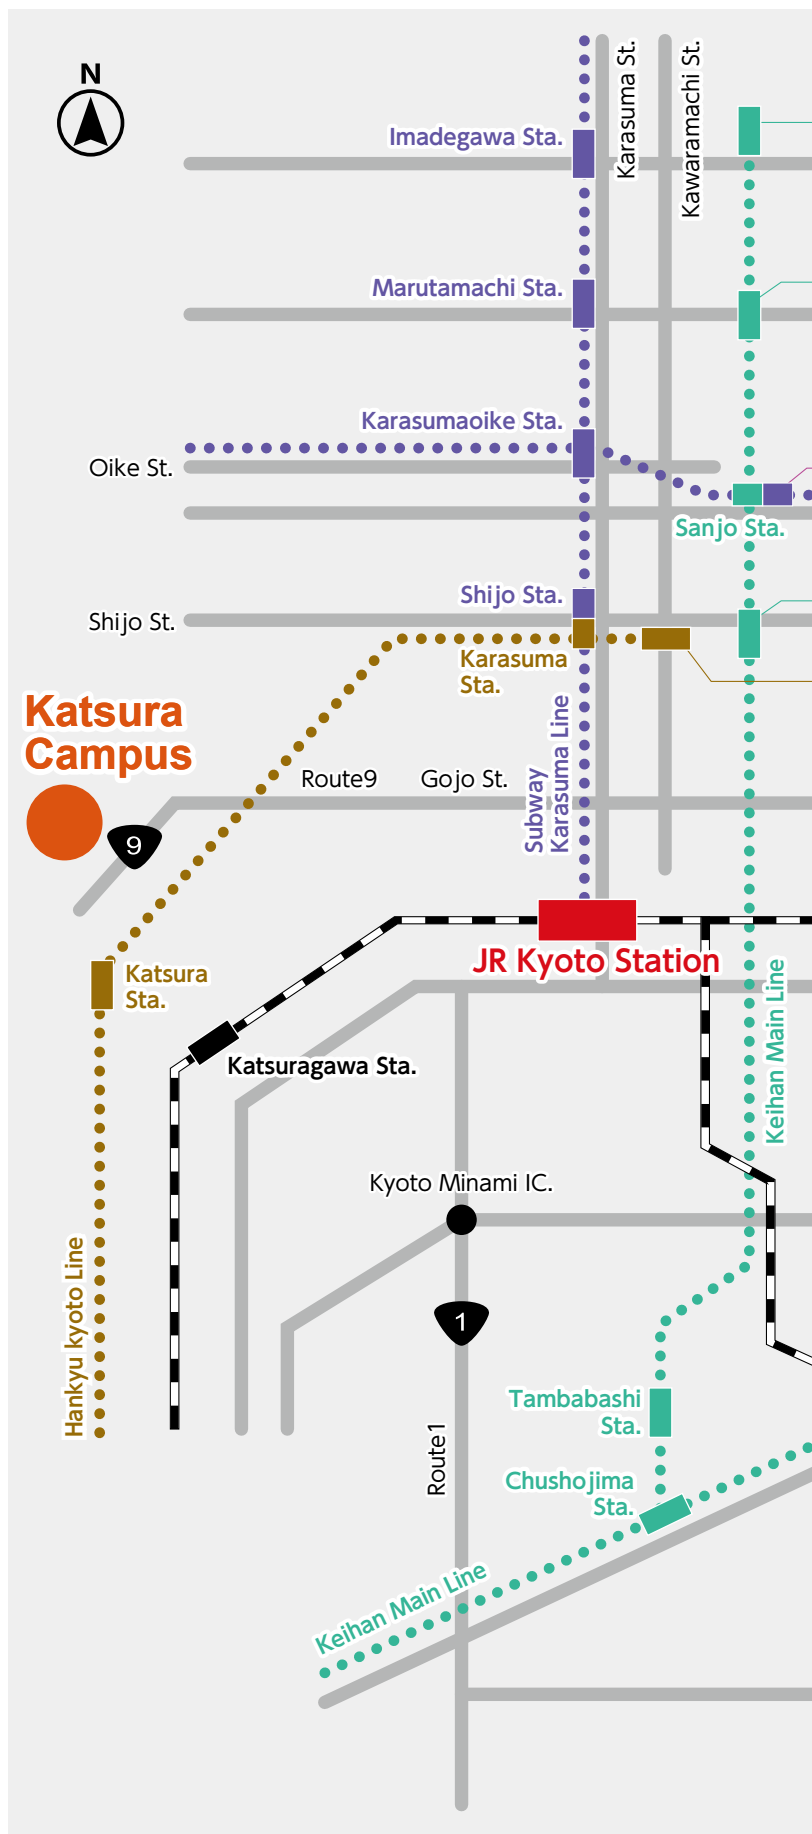 N
Karasuma St.
Kawaramachi St.
Imadegawa Sta.
Marutamachi Sta.
Karasumaoike Sta.
Oike St.
Sanjo Sta.
Shijo Sta.
Shijo St.
Karasuma
Sta.
Katsura
Campus
Subway
Karasuma Line
Route9
Gojo St.
9
JR Kyoto Station
Katsura
Sta.
Katsuragawa Sta.
Keihan Main Line
Kyoto Minami IC.
Hankyu kyoto Line
1
Tambabashi
Sta.
Route1
Chushojima
Sta.
Keihan Main Line